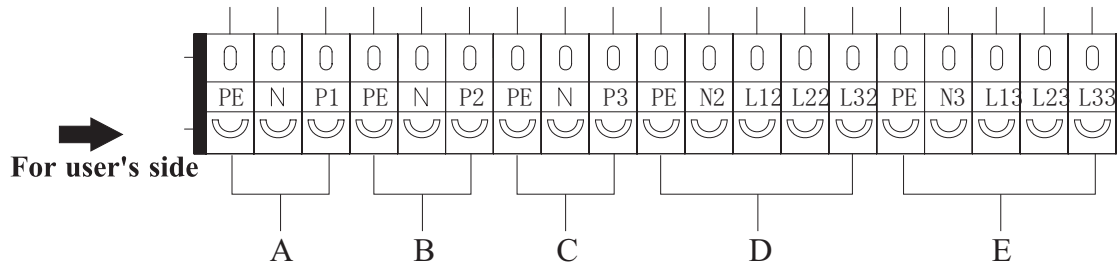 PE N P1 PE N P2 PE N P3 PE N2 L12 L22 L32 PE N3 L13 L23 L33
For user's side
A B C D E